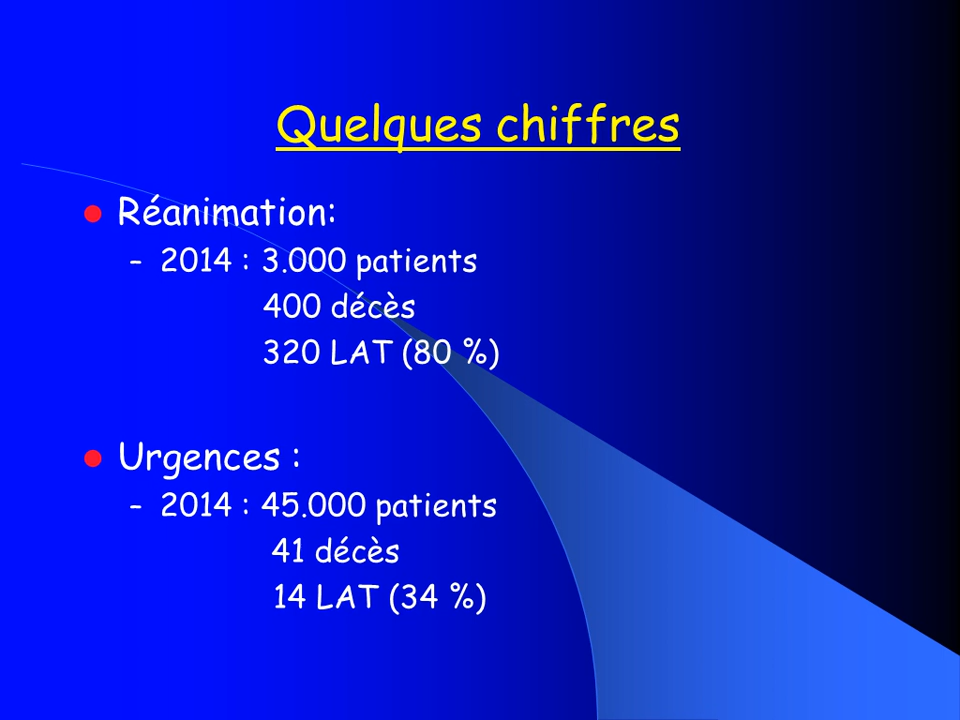 Quelques chiffres
Réanimation:
– 2014 : 3.000 patients
400 décès
320 LAT (80 %)
Urgences :
– 2014 : 45.000 patients
41 décès
14 LAT (34 %)